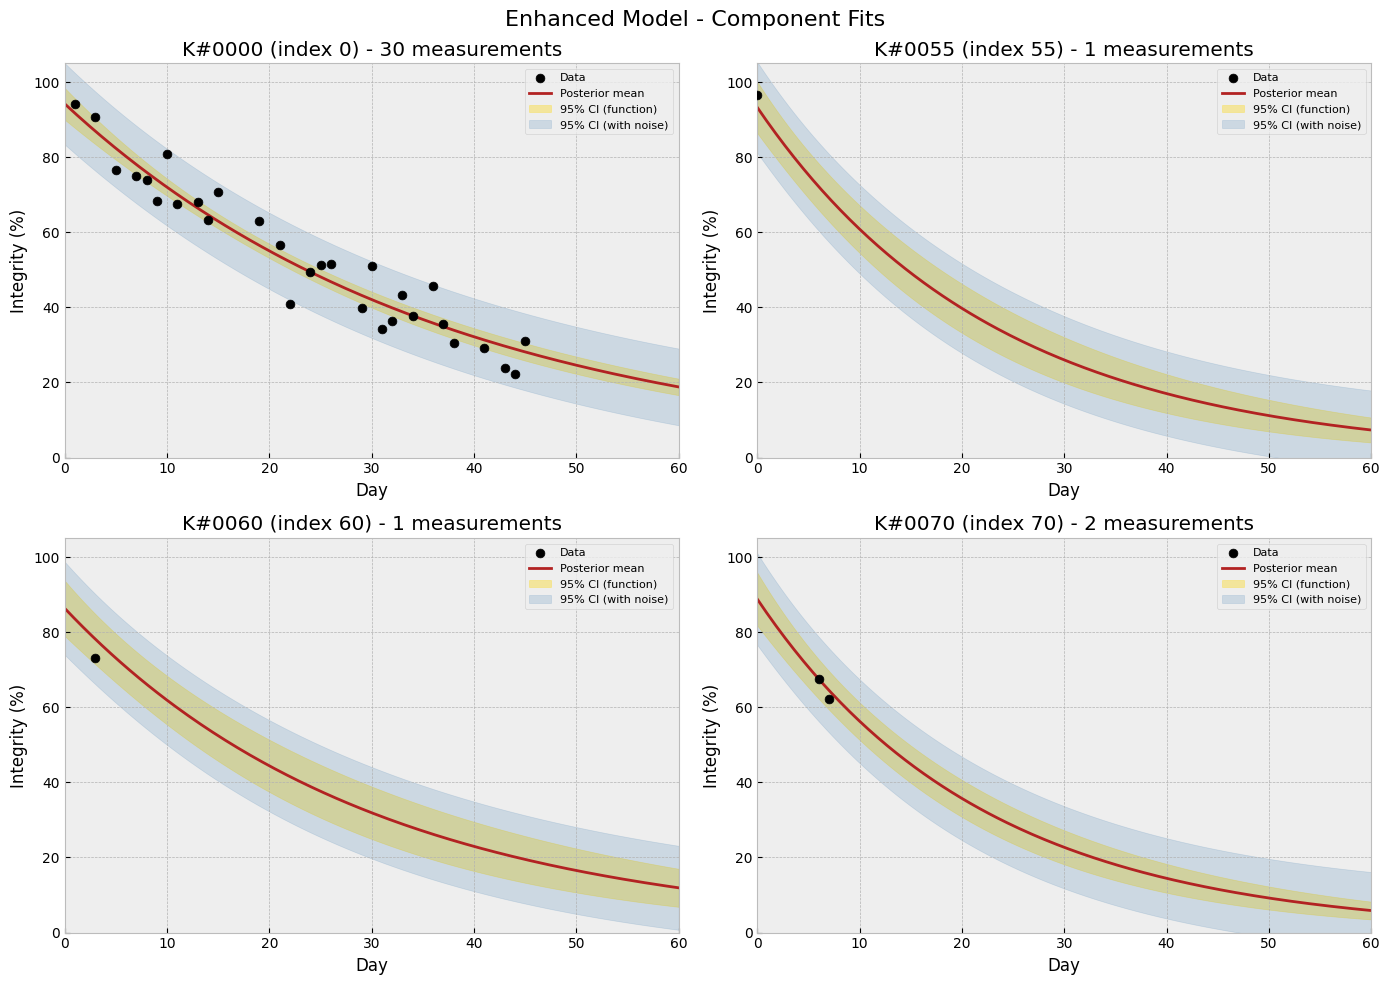 Enhanced Model - Component Fits
K#0000 (index 0) - 30 measurements
Integrity (%)
100
80
60
40
20
0
Data
Posterior mean
95% CI (function)
95% CI (with noise)
0 10 20 30 40 50 60
Day
K#0055 (index 55) - 1 measurements
Integrity (%)
100
80
60
40
20
0
Data
Posterior mean
95% CI (function)
95% CI (with noise)
0 10 20 30 40 50 60
Day
K#0060 (index 60) - 1 measurements
Integrity (%)
100
80
60
40
20
0
Data
Posterior mean
95% CI (function)
95% CI (with noise)
0 10 20 30 40 50 60
Day
K#0070 (index 70) - 2 measurements
Integrity (%)
100
80
60
40
20
0
Data
Posterior mean
95% CI (function)
95% CI (with noise)
0 10 20 30 40 50 60
Day